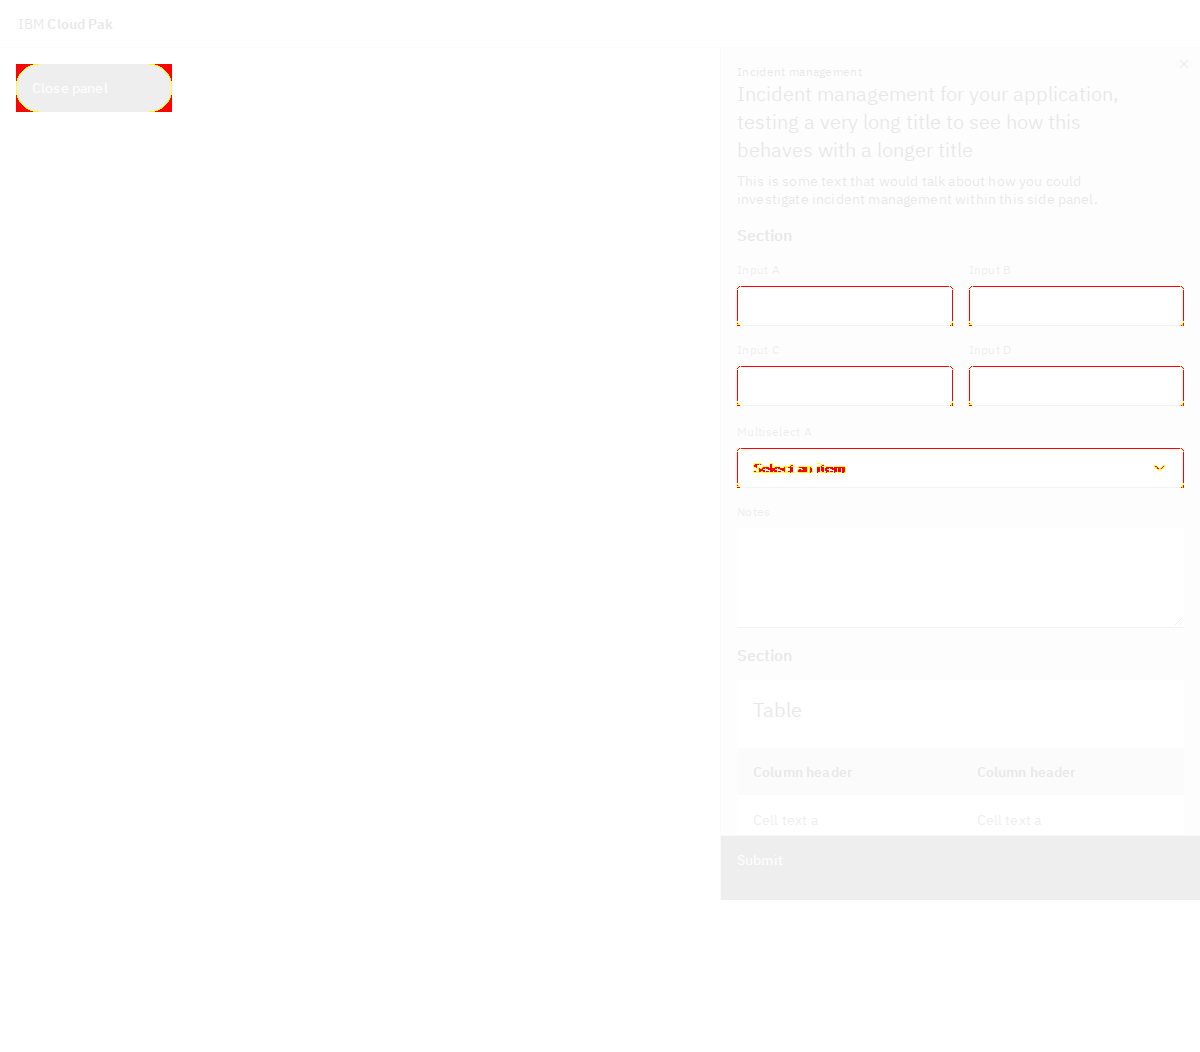 IBM Cloud Pak
Close panel
Incident management
Incident management for your application,
testing a very long title to see how this
behaves with a longer title
This is some text that would talk about how you could
investigate incident management within this side panel.
Section
Input A
Input B
Input C
Input D
Multiselect A
Select an item
Notes
Section
Table
Column header
Column header
Cell text a
Cell text a
Submit